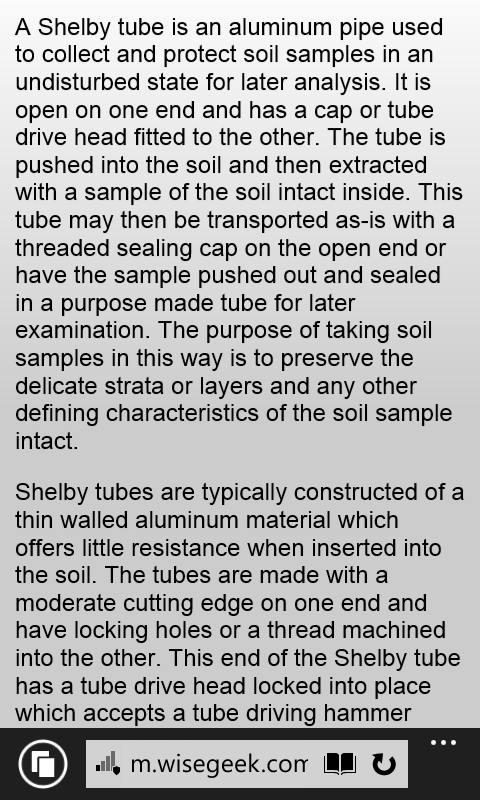 A Shelby tube is an aluminum pipe used
to collect and protect soil samples in an
undisturbed state for later analysis. It is
open on one end and has a cap or tube
drive head fitted to the other. The tube is
pushed into the soil and then extracted
with a sample of the soil intact inside. This
tube may then be transported as-is with a
threaded sealing cap on the open end or
have the sample pushed out and sealed
in a purpose made tube for later
examination. The purpose of taking soil
samples in this way is to preserve the
delicate strata or layers and any other
defining characteristics of the soil sample
intact.
Shelby tubes are typically constructed of a
thin walled aluminum material which
offers little resistance when inserted into
the soil. The tubes are made with a
moderate cutting edge on one end and
have locking holes or a thread machined
into the other. This end of the Shelby tube
has a tube drive head locked into place
which accepts a tube driving hammer
m.wisegeek.com